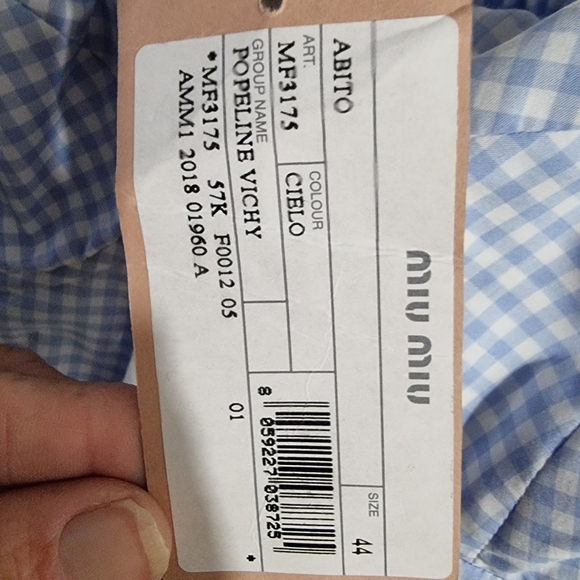 MIU MIU
SIZE
44
ABITO
ART.
MF3175
COLOUR
CIELO
GROUP NAME
POPELINE VICHY
*MF3175 57K F0012 05
AMM1 2018 01960 A
01
*
8 059227 038725